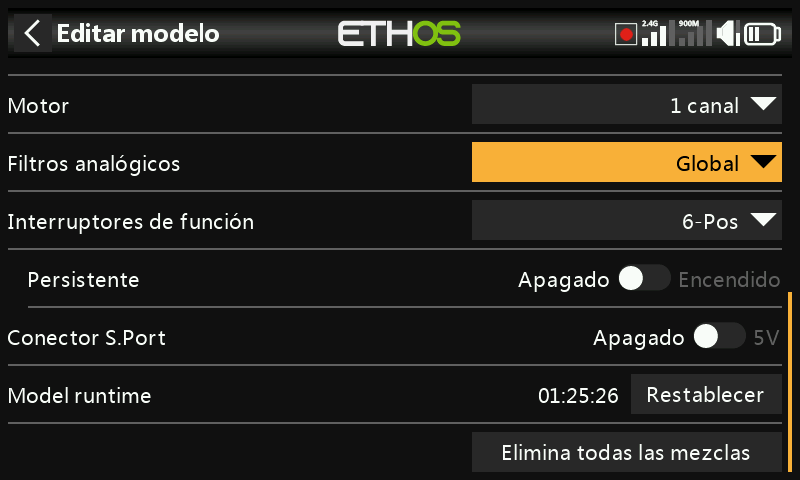 Editar modelo
ETHOS
2.4G
900M
Motor
1 canal
Filtros analógicos
Global
Interruptores de función
6-Pos
Persistente
Apagado
Encendido
Conector S.Port
Apagado
5V
Model runtime
01:25:26
Restablecer
Elimina todas las mezclas